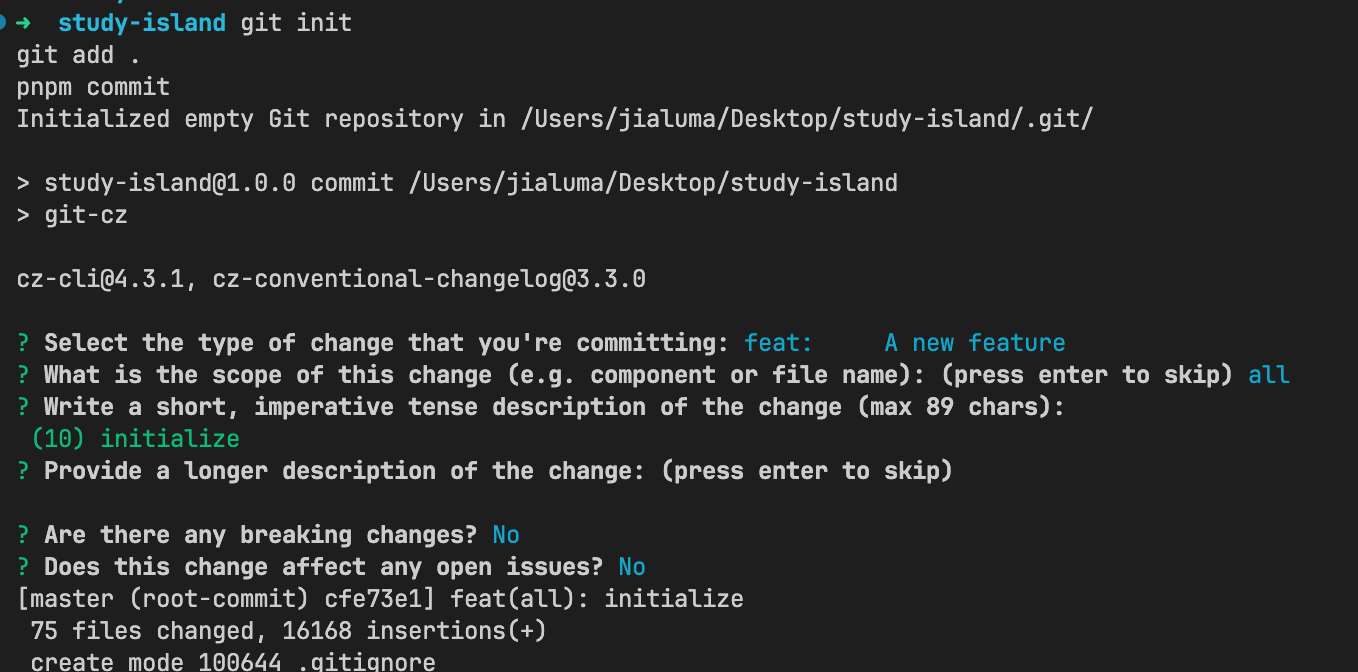 ➜  study-island git init
git add .
pnpm commit
Initialized empty Git repository in /Users/jialuma/Desktop/study-island/.git/
> study-island@1.0.0 commit /Users/jialuma/Desktop/study-island
> git-cz
cz-cli@4.3.1, cz-conventional-changelog@3.3.0
? Select the type of change that you're committing: feat:     A new feature
? What is the scope of this change (e.g. component or file name): (press enter to skip) all
? Write a short, imperative tense description of the change (max 89 chars):
 (10) initialize
? Provide a longer description of the change: (press enter to skip)
? Are there any breaking changes? No
? Does this change affect any open issues? No
[master (root-commit) cfe73e1] feat(all): initialize
 75 files changed, 16168 insertions(+)
 create mode 100644 .gitignore